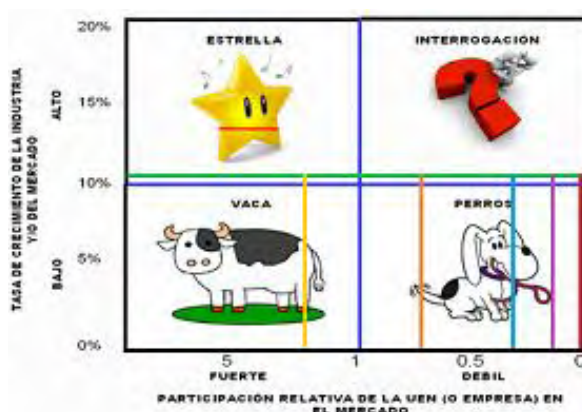 20%
ESTRELLA
INTERROGACIÓN
TASA DE CRECIMIENTO DE LA INDUSTRIA
Y/O DEL MERCADO
ALTO
15%
10%
VACA
PERROS
BAJO
5%
0%
5
1
0.5
0
FUERTE
DEBIL
PARTICIPACIÓN RELATIVA DE LA UEN (O EMPRESA) EN
EL MERCADO